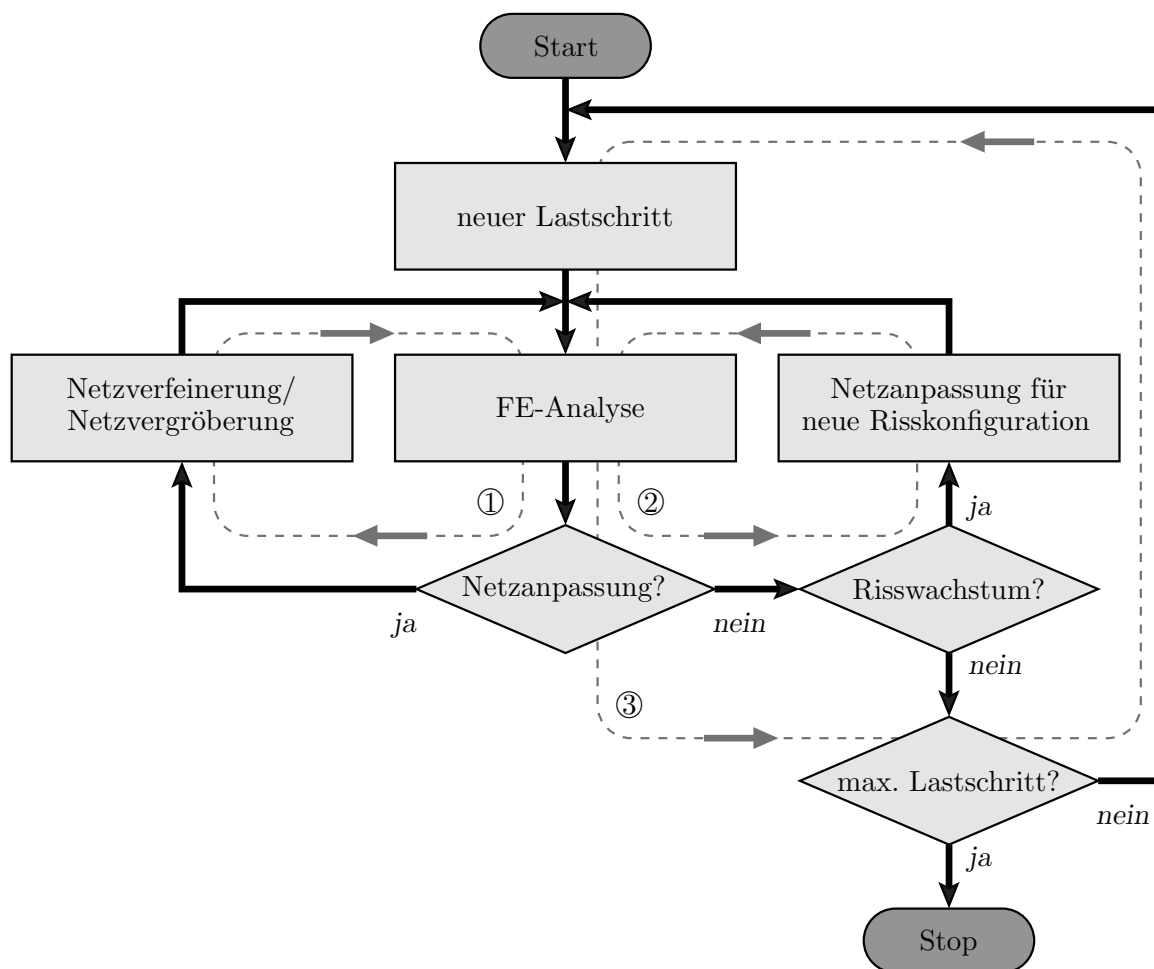 Start
neuer Lastschritt
Netzverfeinerung/
Netzvergröberung
FE-Analyse
Netzanpassung für
neue Risskonfiguration
①
②
ja
Netzanpassung?
Risswachstum?
ja
nein
nein
③
max. Lastschritt?
nein
ja
Stop